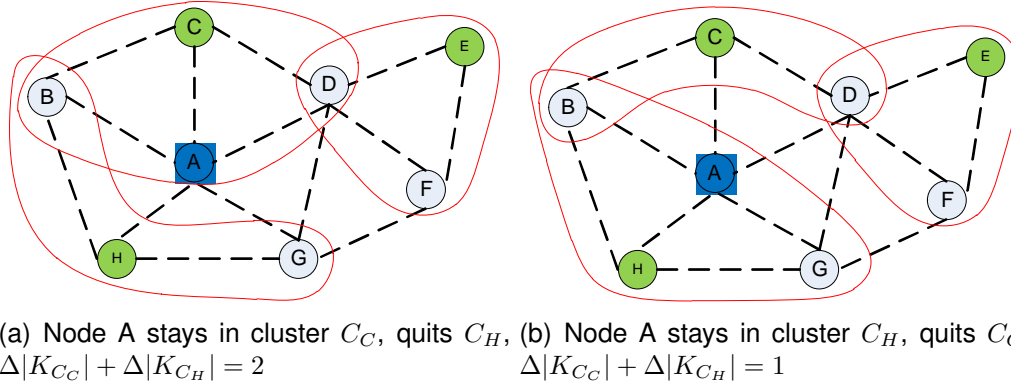 C
E
B
D
A
F
H
G
C
E
B
D
A
F
H
G
(a) Node A stays in cluster $C_C$, quits $C_H$,
$\Delta|K_{C_C}| + \Delta|K_{C_H}| = 2$
(b) Node A stays in cluster $C_H$, quits $C_C$
$\Delta|K_{C_C}| + \Delta|K_{C_H}| = 1$